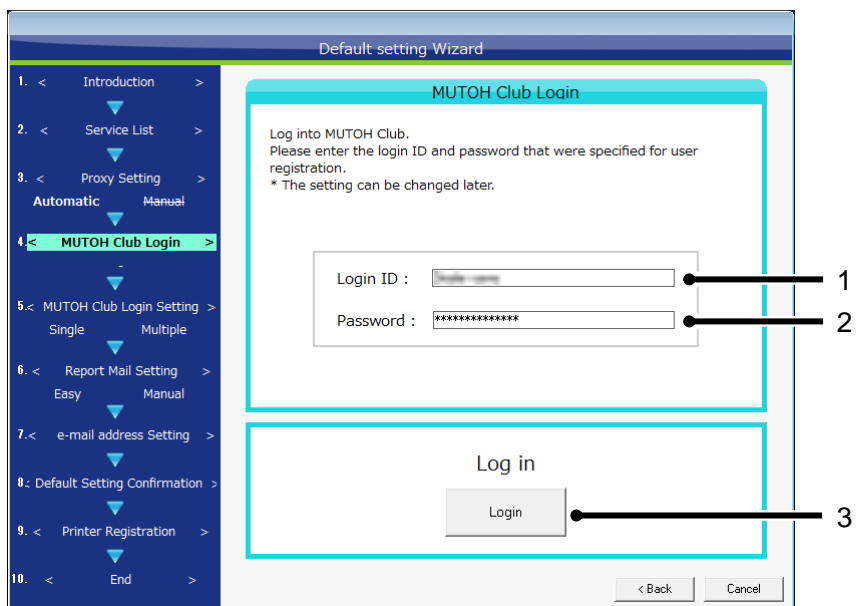 Default setting Wizard
1. < Introduction >
2. < Service List >
3. < Proxy Setting >
Automatic Manual
4.< MUTOH Club Login >
-
5.< MUTOH Club Login Setting >
Single Multiple
6. < Report Mail Setting >
Easy Manual
7.< e-mail address Setting >
8.< Default Setting Confirmation >
9. < Printer Registration >
10. < End >
MUTOH Club Login
Log into MUTOH Club.
Please enter the login ID and password that were specified for user
registration.
* The setting can be changed later.
Login ID : 1
Password : ************** 2
Log in
Login 3
< Back Cancel